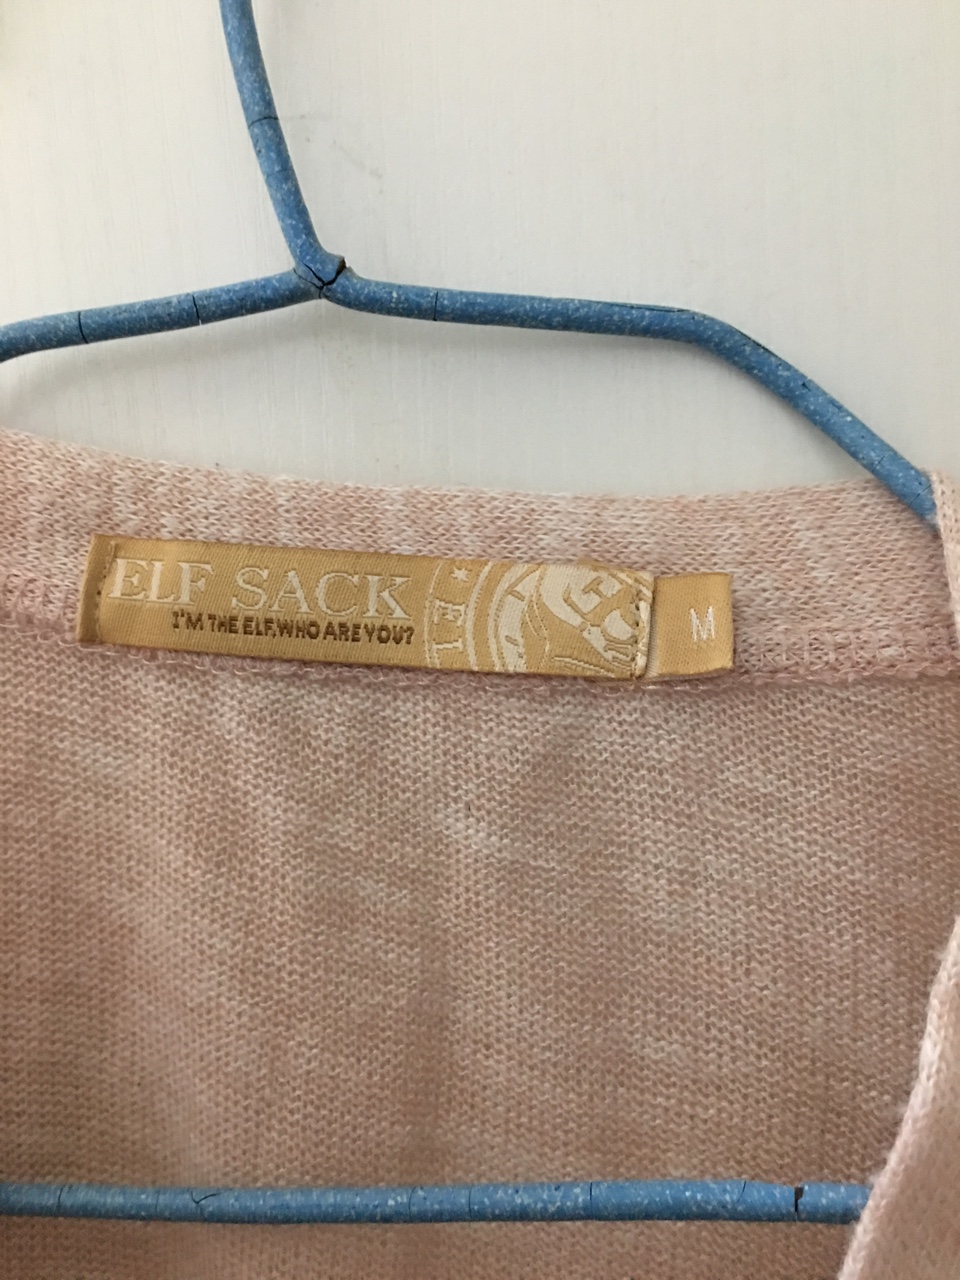 ELF SACK
I'M THE ELF,WHO ARE YOU?
M